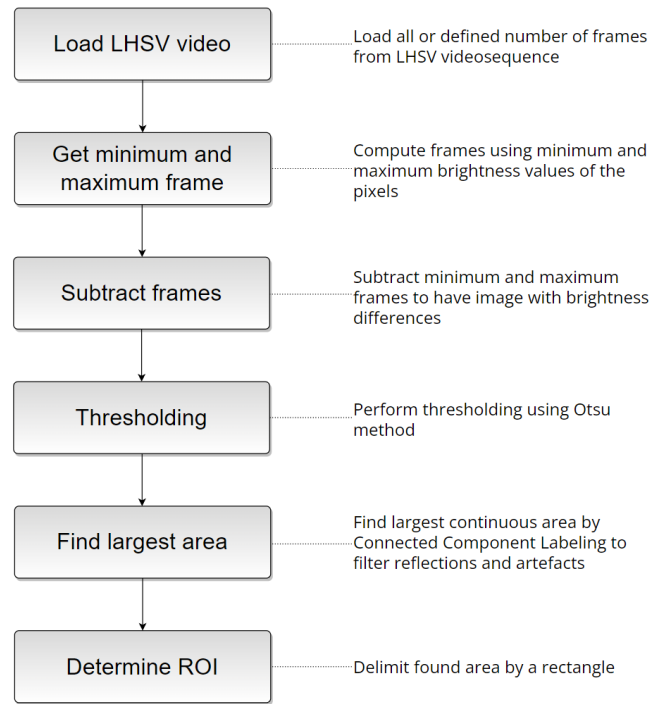 Load LHSV video
Load all or defined number of frames
from LHSV videosequence
Get minimum and
maximum frame
Compute frames using minimum and
maximum brightness values of the
pixels
Subtract frames
Subtract minimum and maximum
frames to have image with brightness
differences
Thresholding
Perform thresholding using Otsu
method
Find largest area
Find largest continuous area by
Connected Component Labeling to
filter reflections and artefacts
Determine ROI
Delimit found area by a rectangle